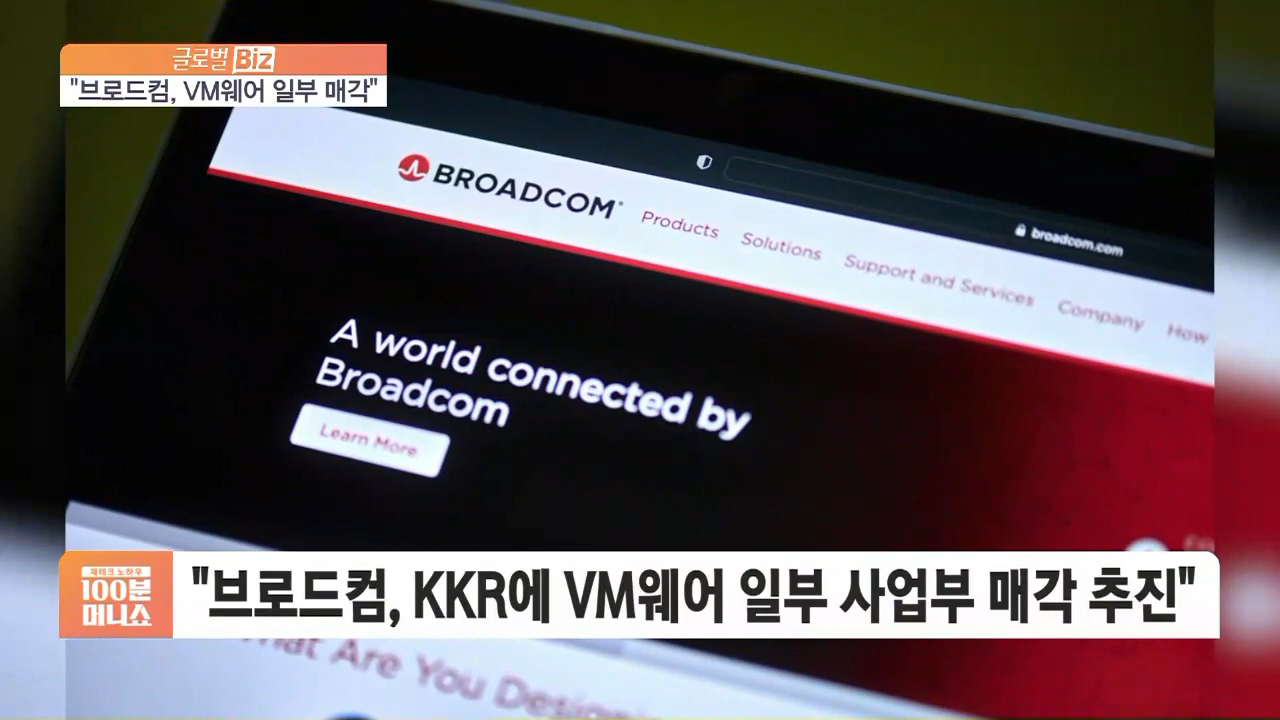 글로벌 Biz
"브로드컴, VM웨어 일부 매각"
BROADCOM
Products
Solutions
Support and Services
Company
How
broadcom.com
A world connected by
Broadcom
Learn More
재테크 노하우
100분
머니쇼
"브로드컴, KKR에 VM웨어 일부 사업부 매각 추진"
What Are You Designing